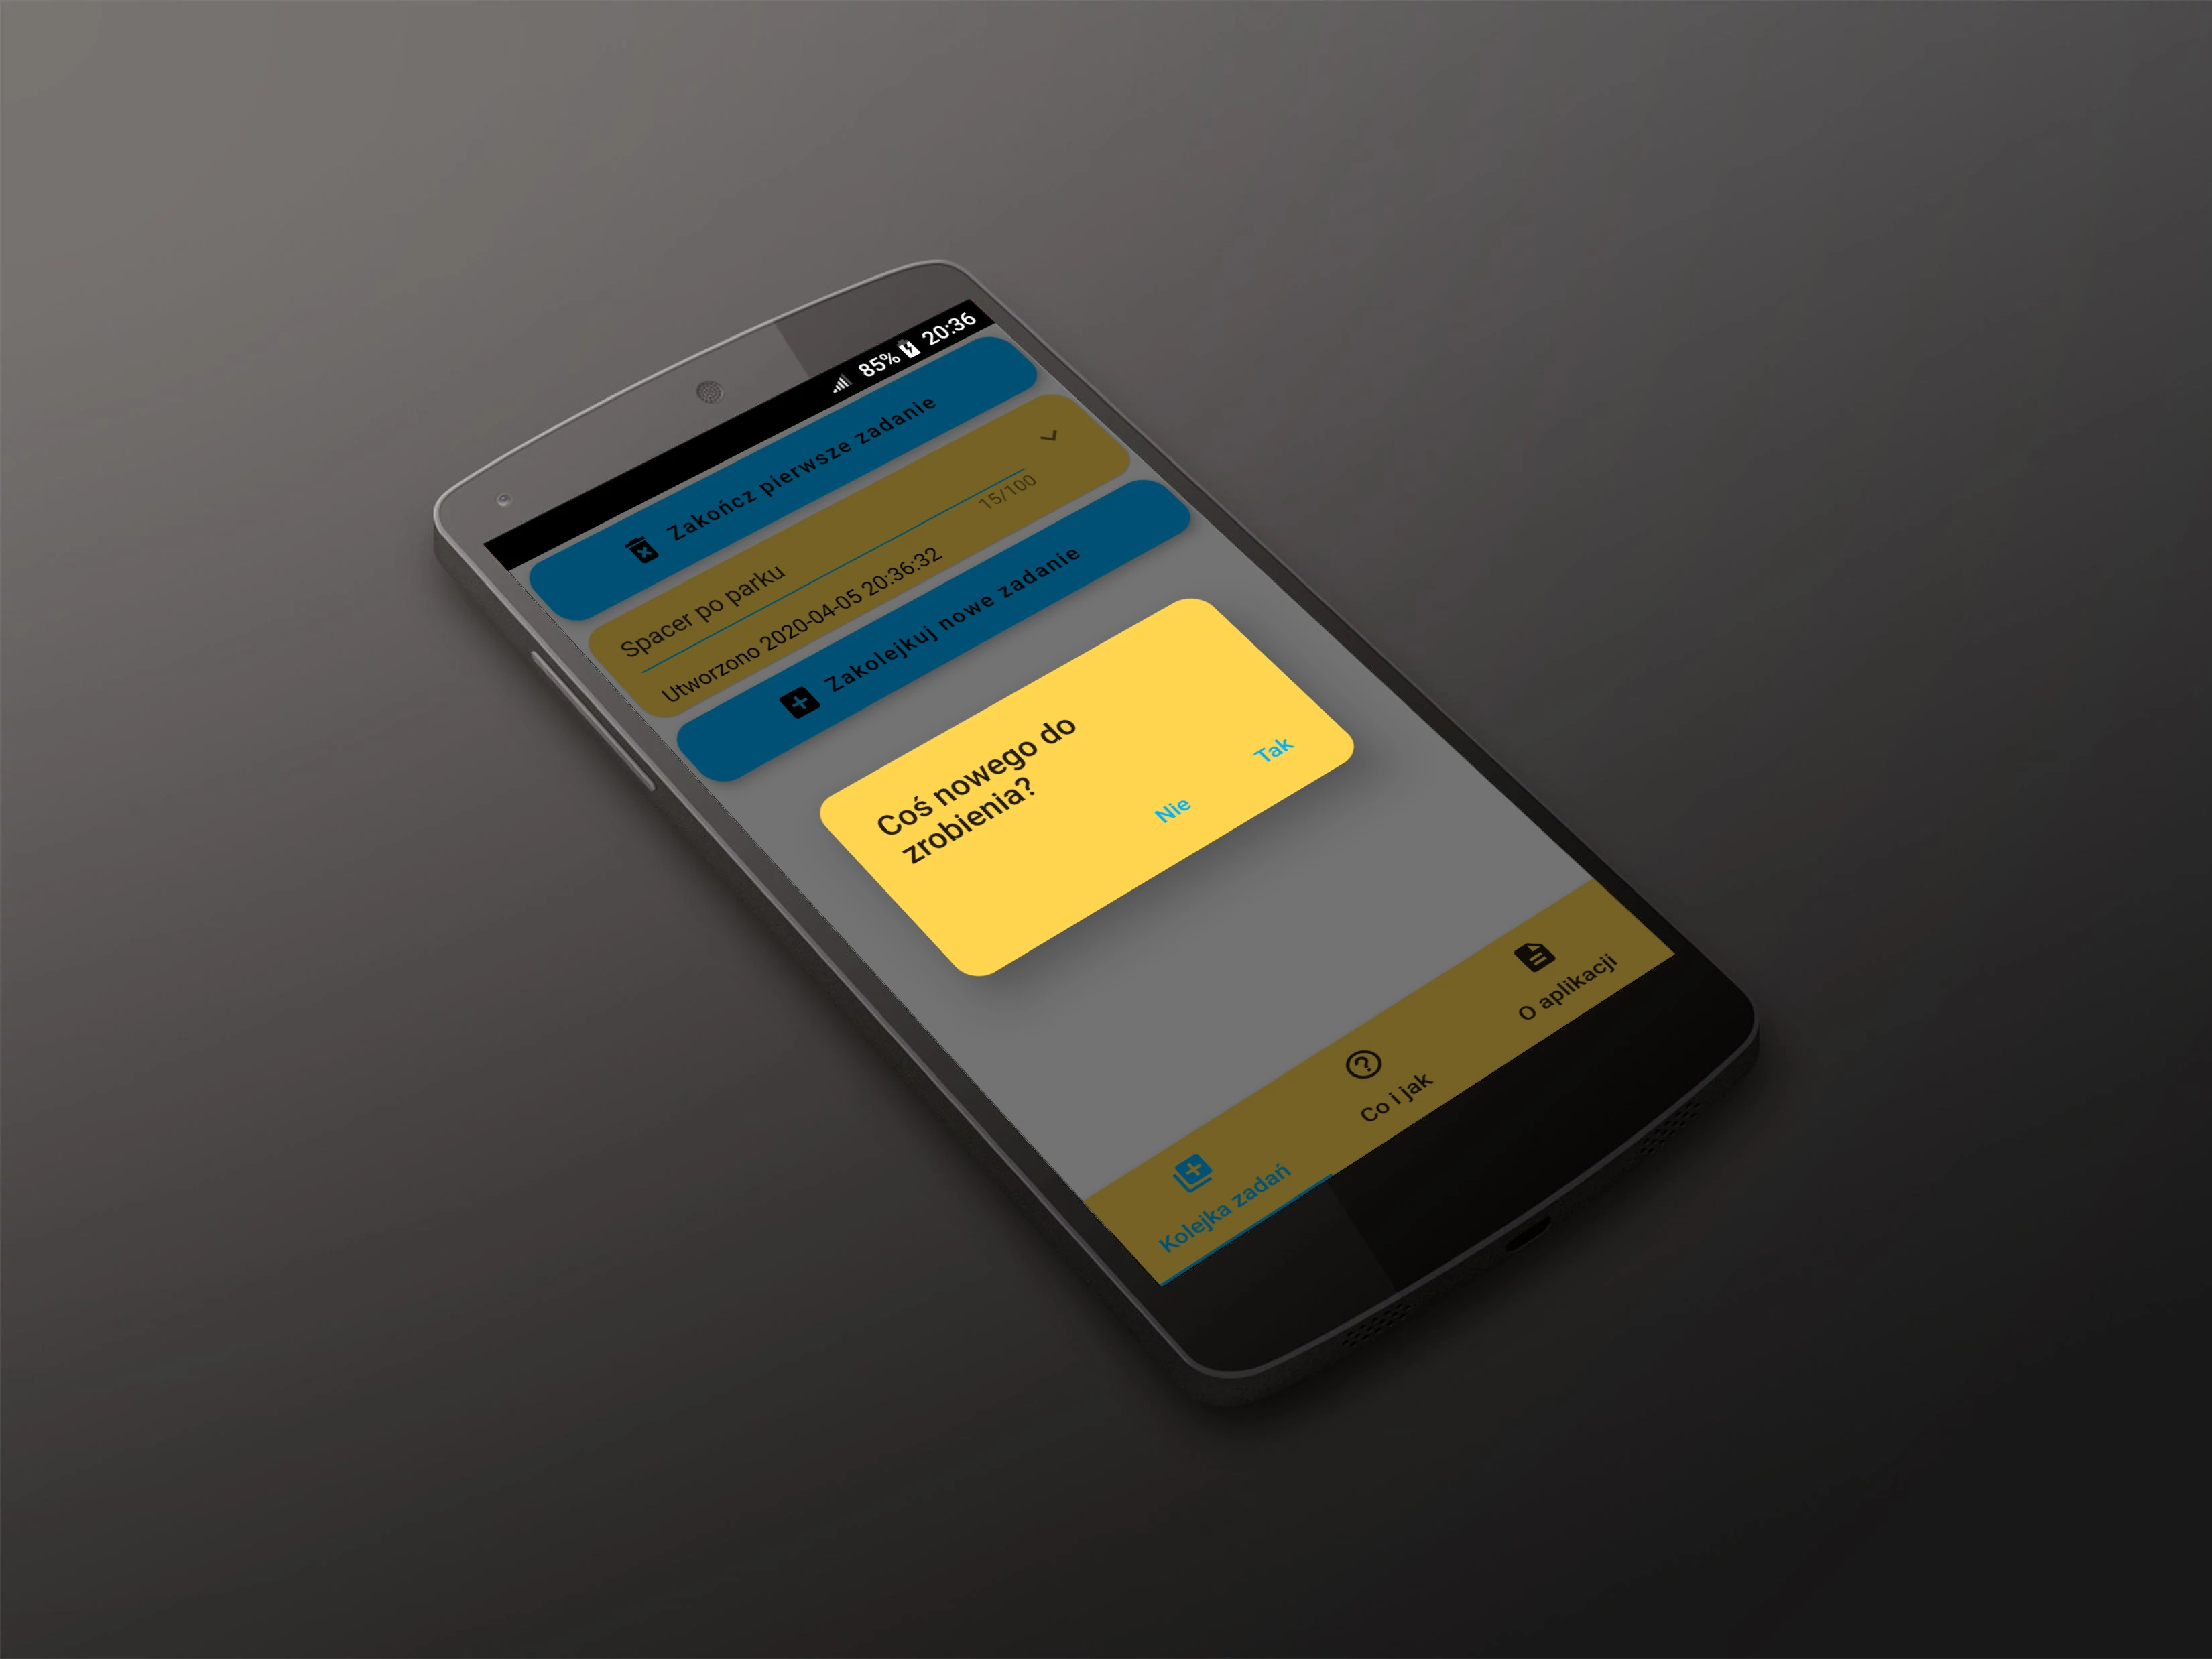 85% 20:36
Zakończ pierwsze zadanie
Spacer po parku
15/100
Utworzono 2020-04-05 20:36:32
Zakolejkuj nowe zadanie
Coś nowego do
zrobienia?
Nie Tak
Kolejka zadań
Co i jak
O aplikacji